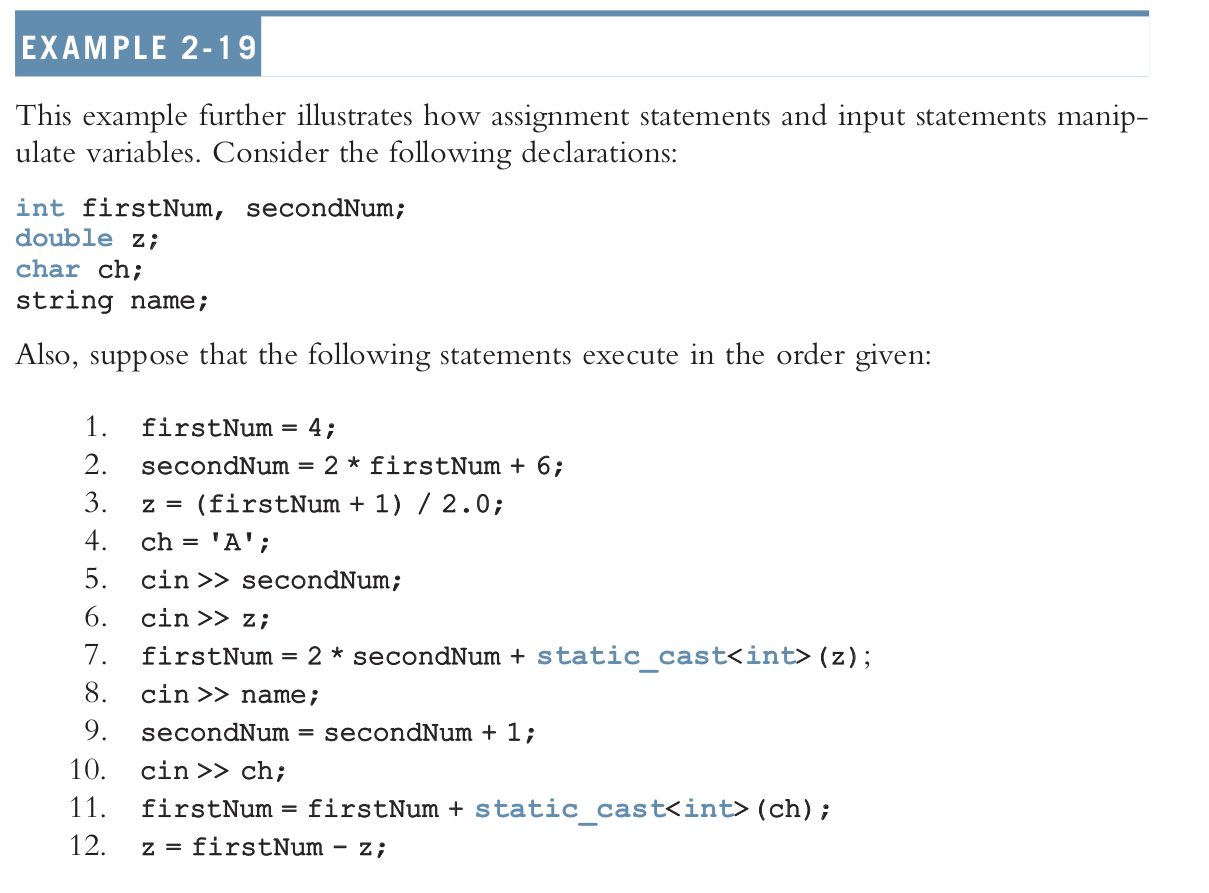 EXAMPLE 2-19
This example further illustrates how assignment statements and input statements manip-
ulate variables. Consider the following declarations:
int firstNum, secondNum;
double z;
char ch;
string name;
Also, suppose that the following statements execute in the order given:
1. firstNum = 4;
2. secondNum = 2 * firstNum + 6;
3. z = (firstNum + 1) / 2.0;
4. ch = 'A';
5. cin >> secondNum;
6. cin >> z;
7. firstNum = 2 * secondNum + static_cast<int>(z);
8. cin >> name;
9. secondNum = secondNum + 1;
10. cin >> ch;
11. firstNum = firstNum + static_cast<int>(ch);
12. z = firstNum - z;